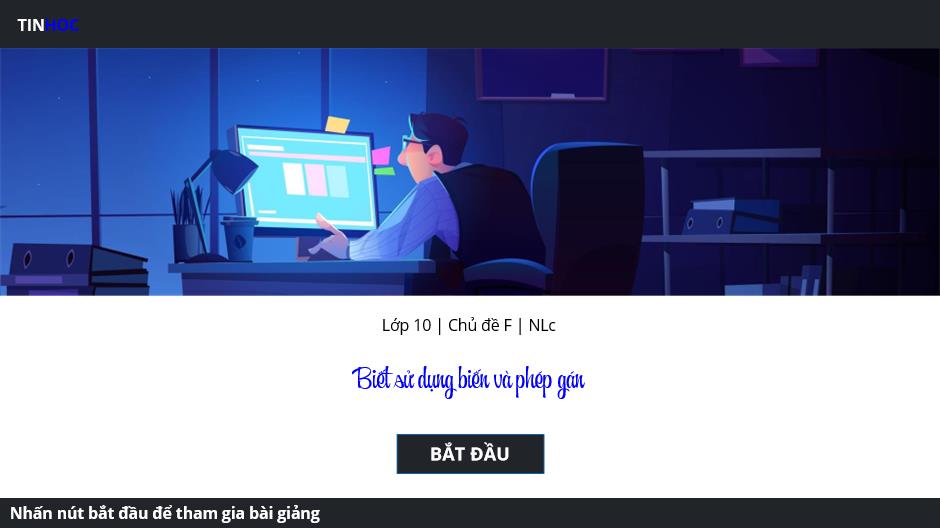 TINHOC
Lớp 10 | Chủ đề F | NLc
Biết sử dụng biến và phép gán
BẮT ĐẦU
Nhấn nút bắt đầu để tham gia bài giảng